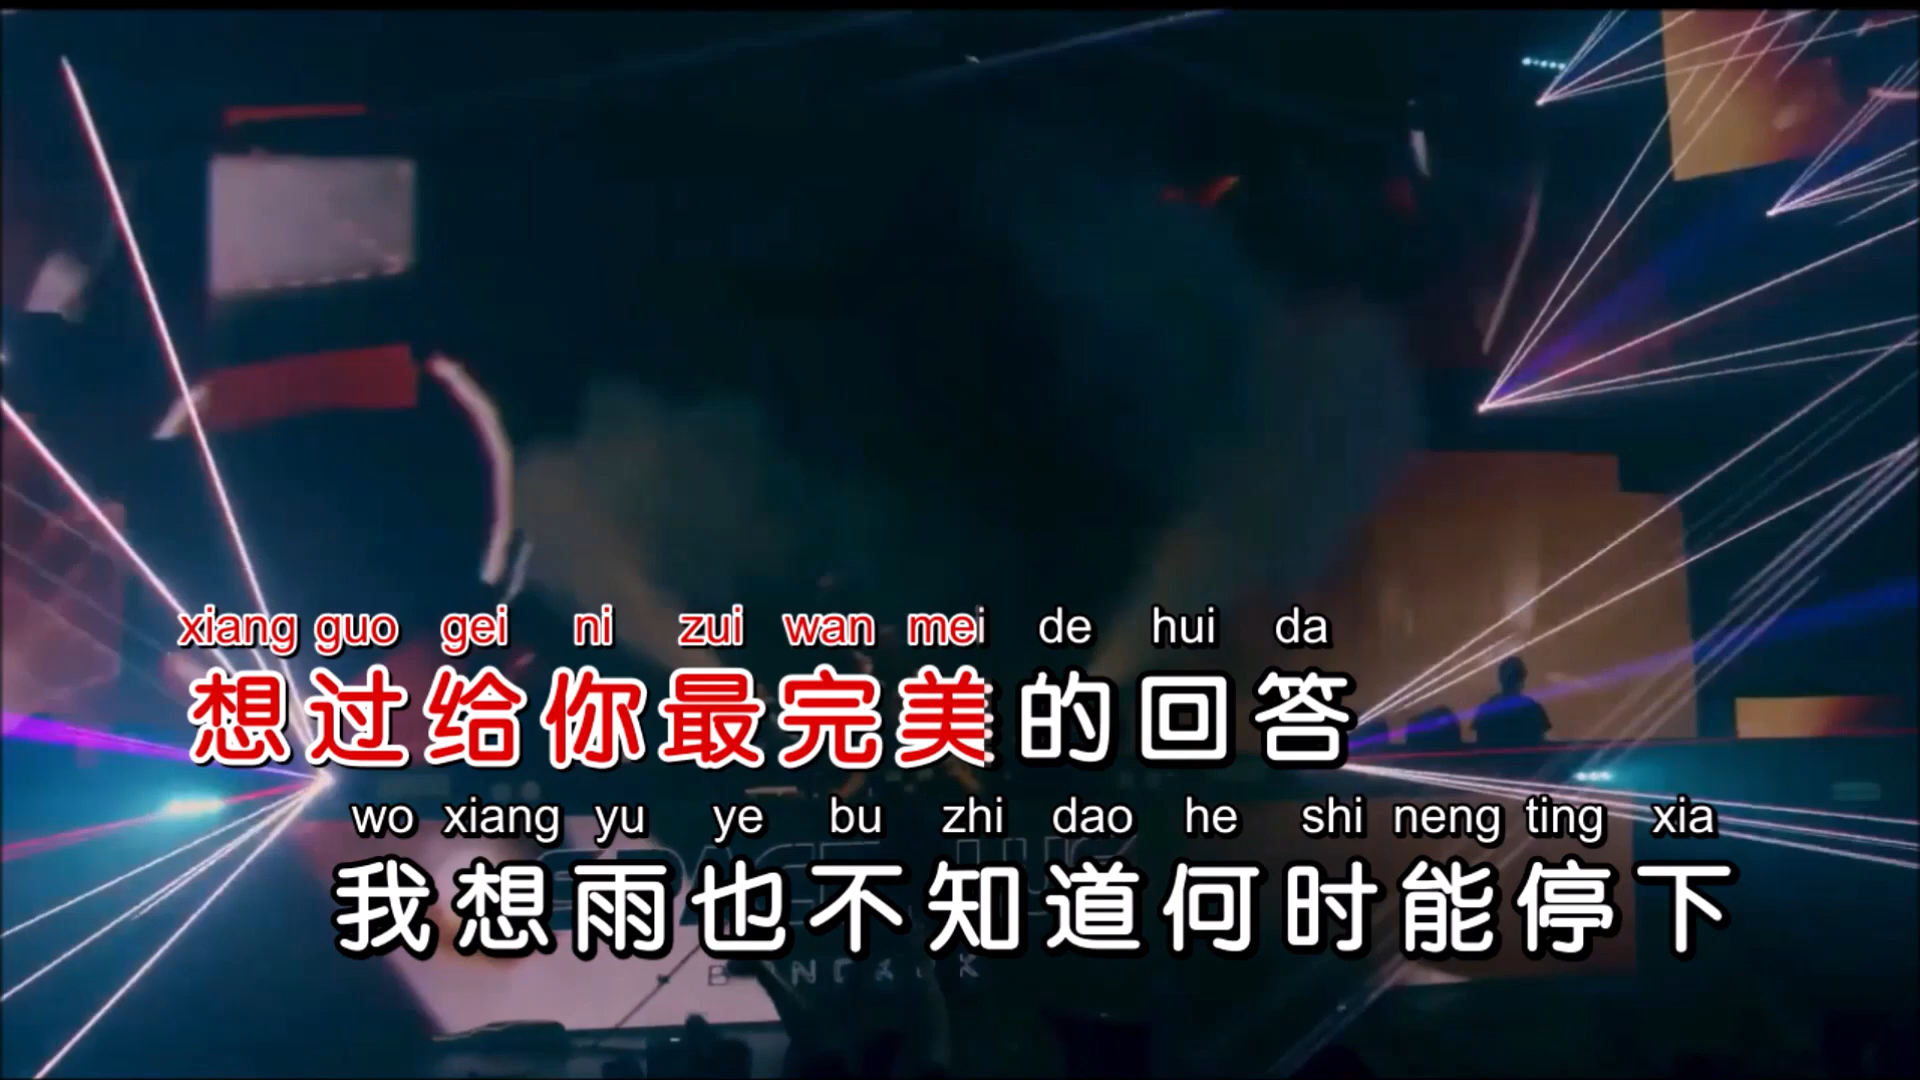 xiang guo gei ni zui wan mei de hui da
想过给你最完美的回答
wo xiang yu ye bu zhi dao he shi neng ting xia
我想雨也不知道何时能停下